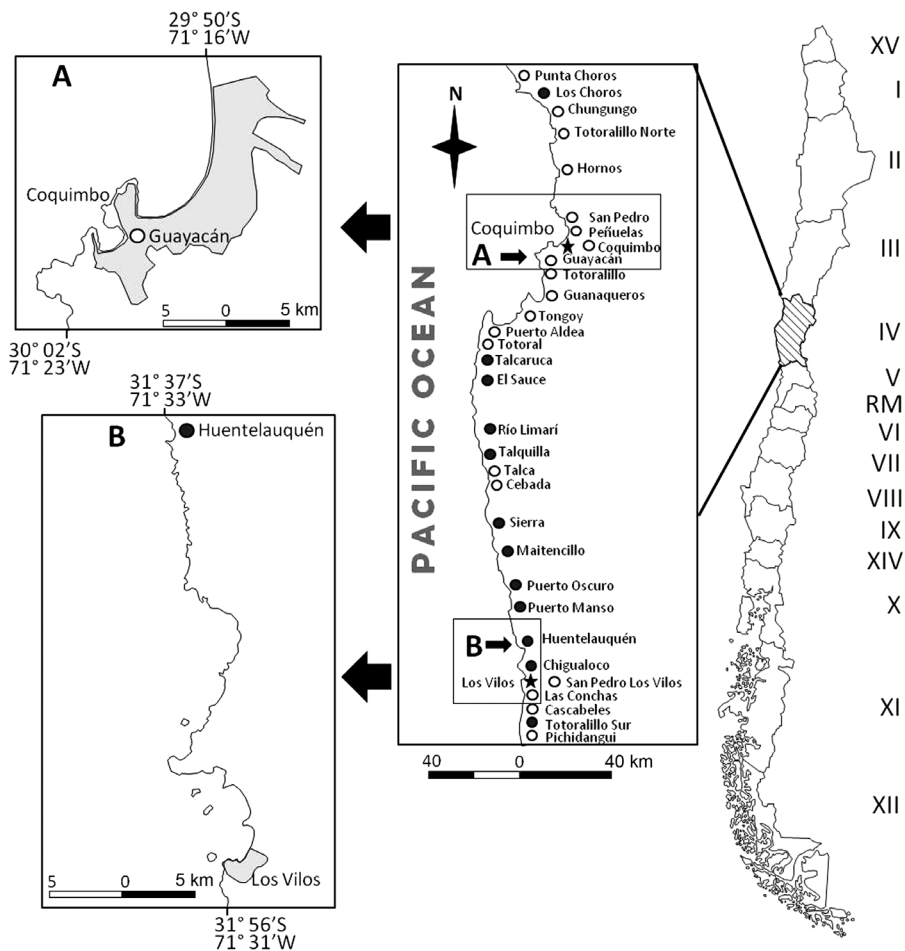 29° 50'S
71° 16'W
A
Coquimbo
Guayacán
5 0 5 km
30° 02'S
71° 23'W
31° 37'S
71° 33'W
B
Huentelauquén
5 0 5 km
Los Vilos
31° 56'S
71° 31'W
N
PACIFIC OCEAN
Punta Choros
Los Choros
Chungungo
Totoralillo Norte
Hornos
San Pedro
Peñuelas
Coquimbo
Coquimbo
A
Guayacán
Totoralillo
Guanaqueros
Tongoy
Puerto Aldea
Totoral
Talcaruca
El Sauce
Río Limarí
Talquilla
Talca
Cebada
Sierra
Maitencillo
Puerto Oscuro
Puerto Manso
B
Huentelauquén
Chigualoco
Los Vilos
San Pedro Los Vilos
Las Conchas
Cascabeles
Totoralillo Sur
Pichidangui
40 0 40 km
XV
I
II
III
IV
V
RM
VI
VII
VIII
IX
XIV
X
XI
XII